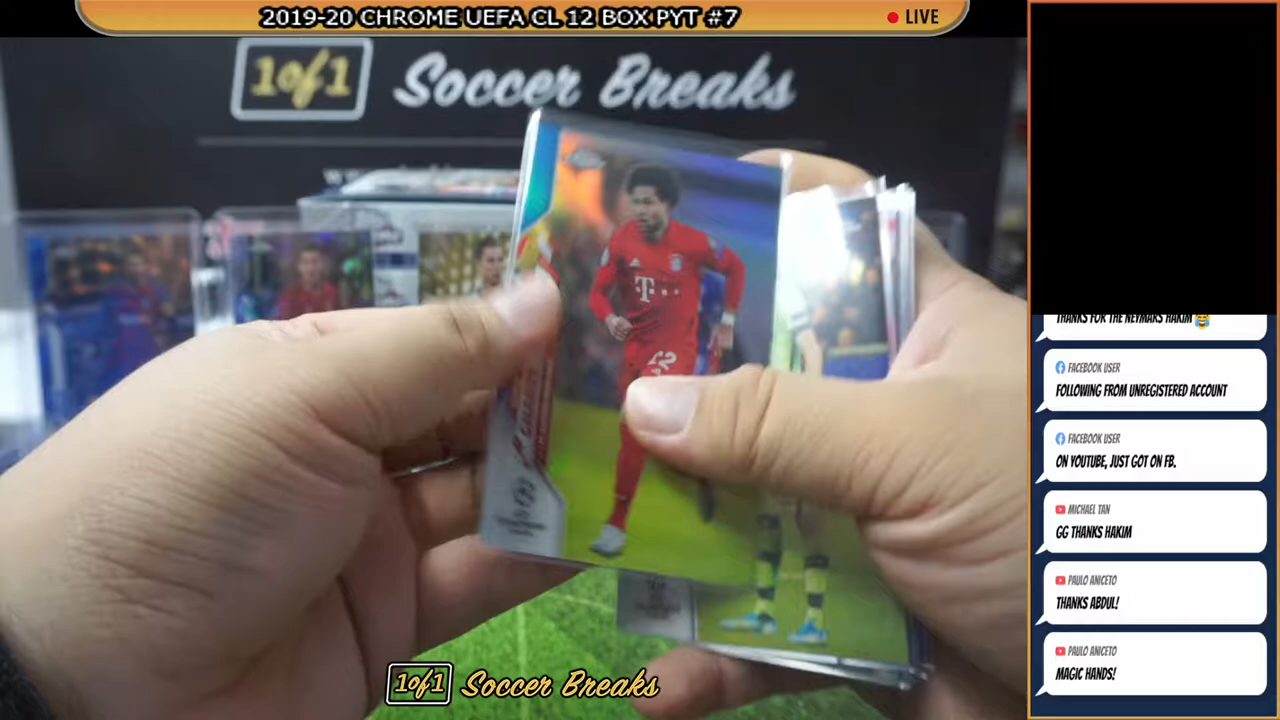 2019-20 CHROME UEFA CL 12 BOX PYT #7
LIVE
1of1 Soccer Breaks
T
22
THANKS FOR THE NEYMARS HAKIM 😂
FACEBOOK USER
FOLLOWING FROM UNREGISTERED ACCOUNT
FACEBOOK USER
ON YOUTUBE, JUST GOT ON FB.
MICHAEL TAN
GG THANKS HAKIM
PAULO ANICETO
THANKS ABDUL!
PAULO ANICETO
MAGIC HANDS!
1of1 Soccer Breaks